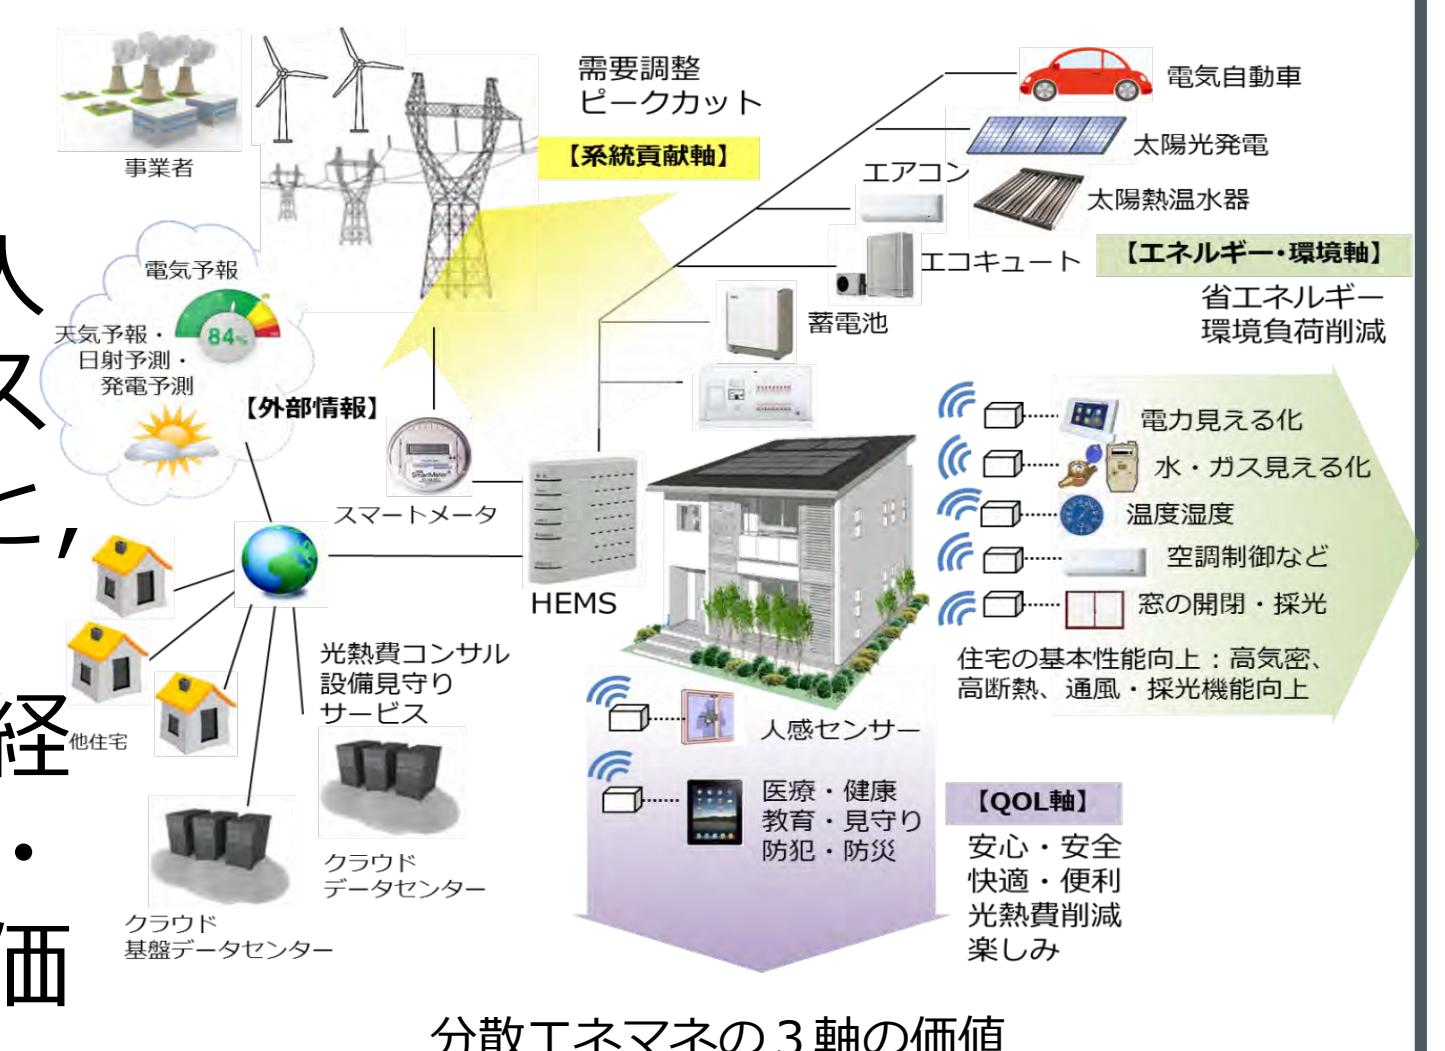 事業者
需要調整
ピークカット
【系統貢献軸】
電気自動車
太陽光発電
エアコン
太陽熱温水器
エコキュート
【エネルギー・環境軸】
省エネルギー
環境負荷削減
蓄電池
電気予報
84%
天気予報・
日射予測・
発電予測
【外部情報】
スマートメータ
HEMS
電力見える化
水・ガス見える化
温度湿度
空調制御など
窓の開閉・採光
住宅の基本性能向上：高気密、
高断熱、通風・採光機能向上
人
ス
と,
経
・
価
他住宅
光熱費コンサル
設備見守り
サービス
クラウド
データセンター
クラウド
基盤データセンター
人感センサー
医療・健康
教育・見守り
防犯・防災
【QOL軸】
安心・安全
快適・便利
光熱費削減
楽しみ
分散エネマネの３軸の価値